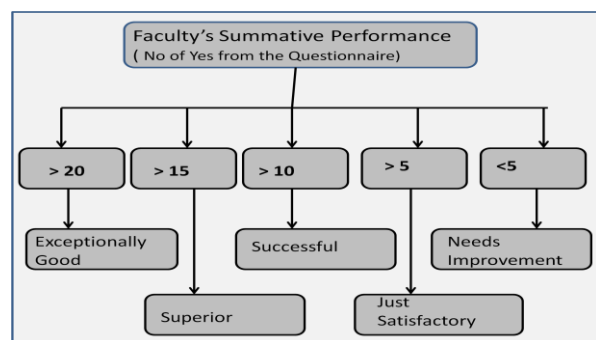 Faculty's Summative Performance
( No of Yes from the Questionnaire)
> 20
> 15
> 10
> 5
<5
Exceptionally
Good
Successful
Needs
Improvement
Superior
Just
Satisfactory